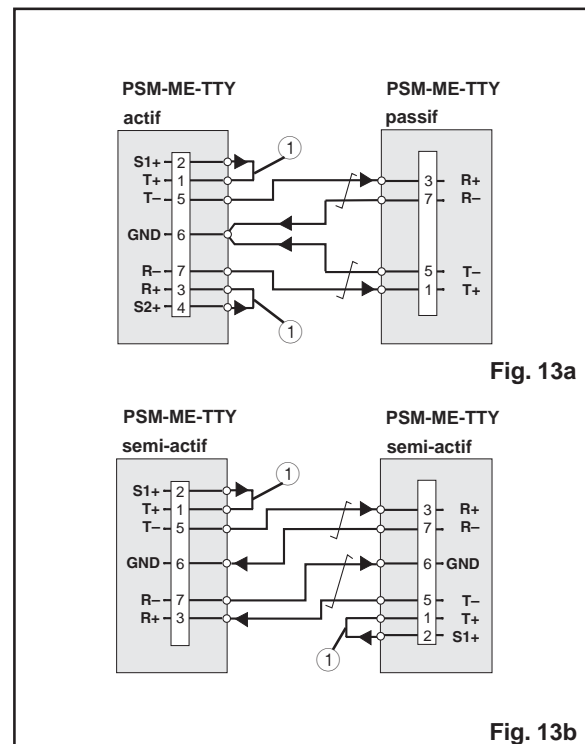 PSM-ME-TTY
actif
PSM-ME-TTY
passif
S1+ 2
T+ 1
T– 5
GND 6
R– 7
R+ 3
S2+ 4
1
1
3 R+
7 R–
5 T–
1 T+
Fig. 13a
PSM-ME-TTY
semi-actif
PSM-ME-TTY
semi-actif
S1+ 2
T+ 1
T– 5
GND 6
R– 7
R+ 3
1
3 R+
7 R–
6 GND
5 T–
1 T+
2 S1+
1
Fig. 13b